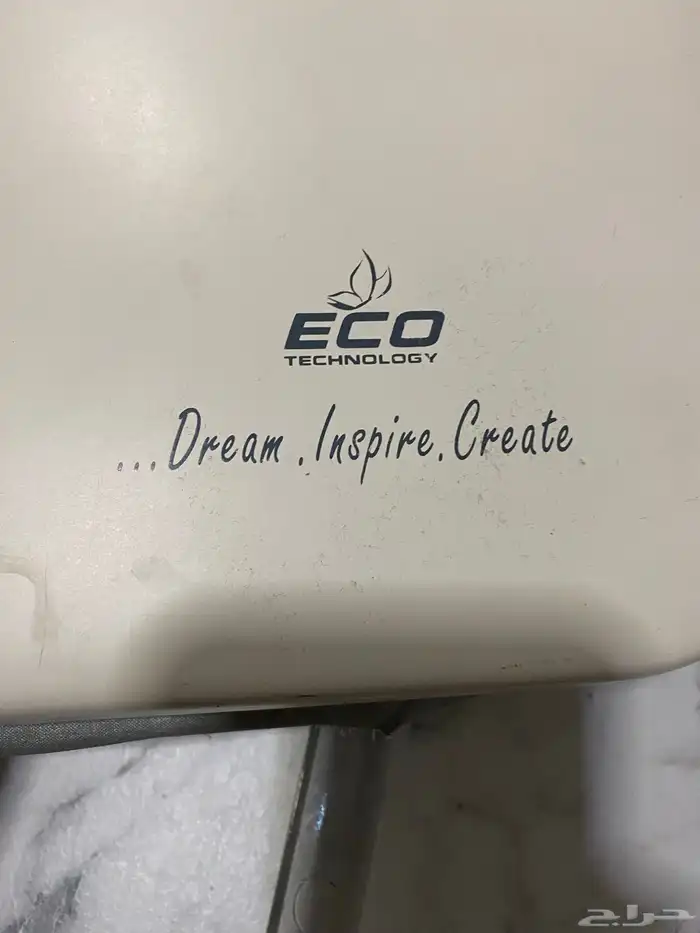 ECO
TECHNOLOGY
...Dream .Inspire.Create
حراج